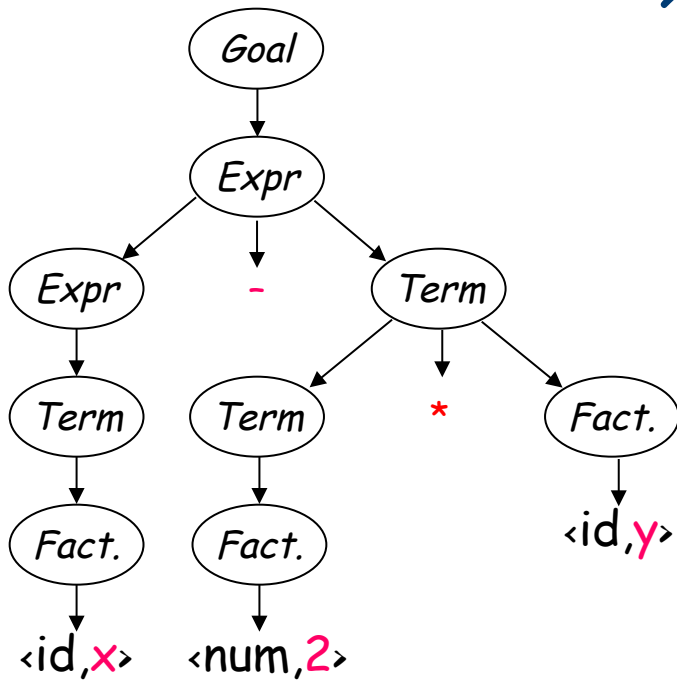 Goal
Expr
Expr - Term
Term Term * Fact.
Fact. Fact. <id,y>
<id,x> <num,2>